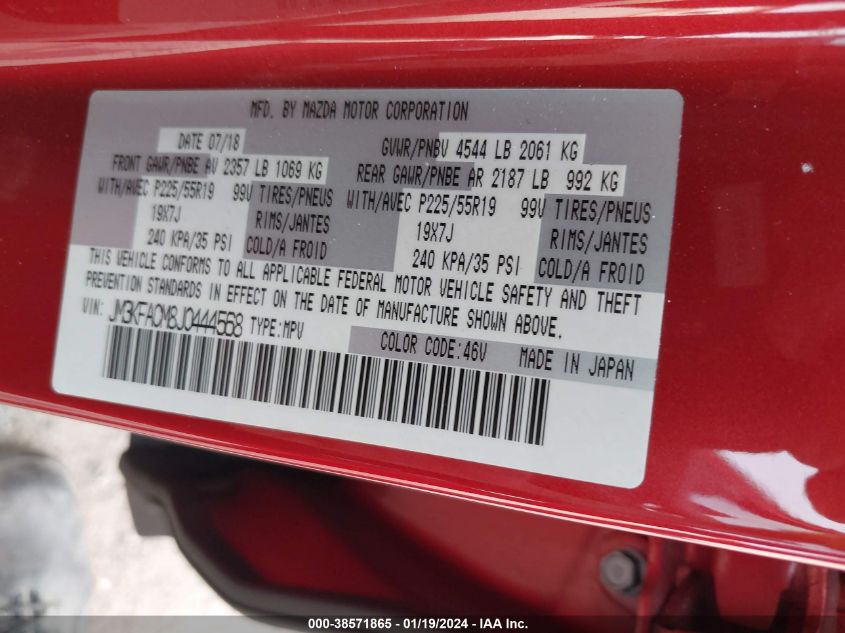 MFD. BY MAZDA MOTOR CORPORATION
DATE 07/18 GVWR/PNBV 4544 LB 2061 KG
FRONT GAWR/PNBE AV 2357 LB 1069 KG REAR GAWR/PNBE AR 2187 LB 992 KG
WITH/AVEC P225/55R19 99V TIRES/PNEUS WITH/AVEC P225/55R19 99V TIRES/PNEUS
19X7J RIMS/JANTES 19X7J RIMS/JANTES
240 KPA/35 PSI COLD/A FROID 240 KPA/35 PSI COLD/A FROID
THIS VEHICLE CONFORMS TO ALL APPLICABLE FEDERAL MOTOR VEHICLE SAFETY AND THEFT
PREVENTION STANDARDS IN EFFECT ON THE DATE OF MANUFACTURE SHOWN ABOVE.
VIN: JM3KFACM8J0444568 TYPE:MPV
COLOR CODE:46V MADE IN JAPAN
000-38571865 - 01/19/2024 - IAA Inc.